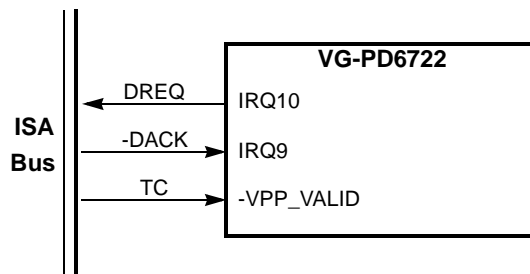 VG-PD6722
DREQ
IRQ10
ISA
Bus
-DACK
IRQ9
TC
-VPP_VALID